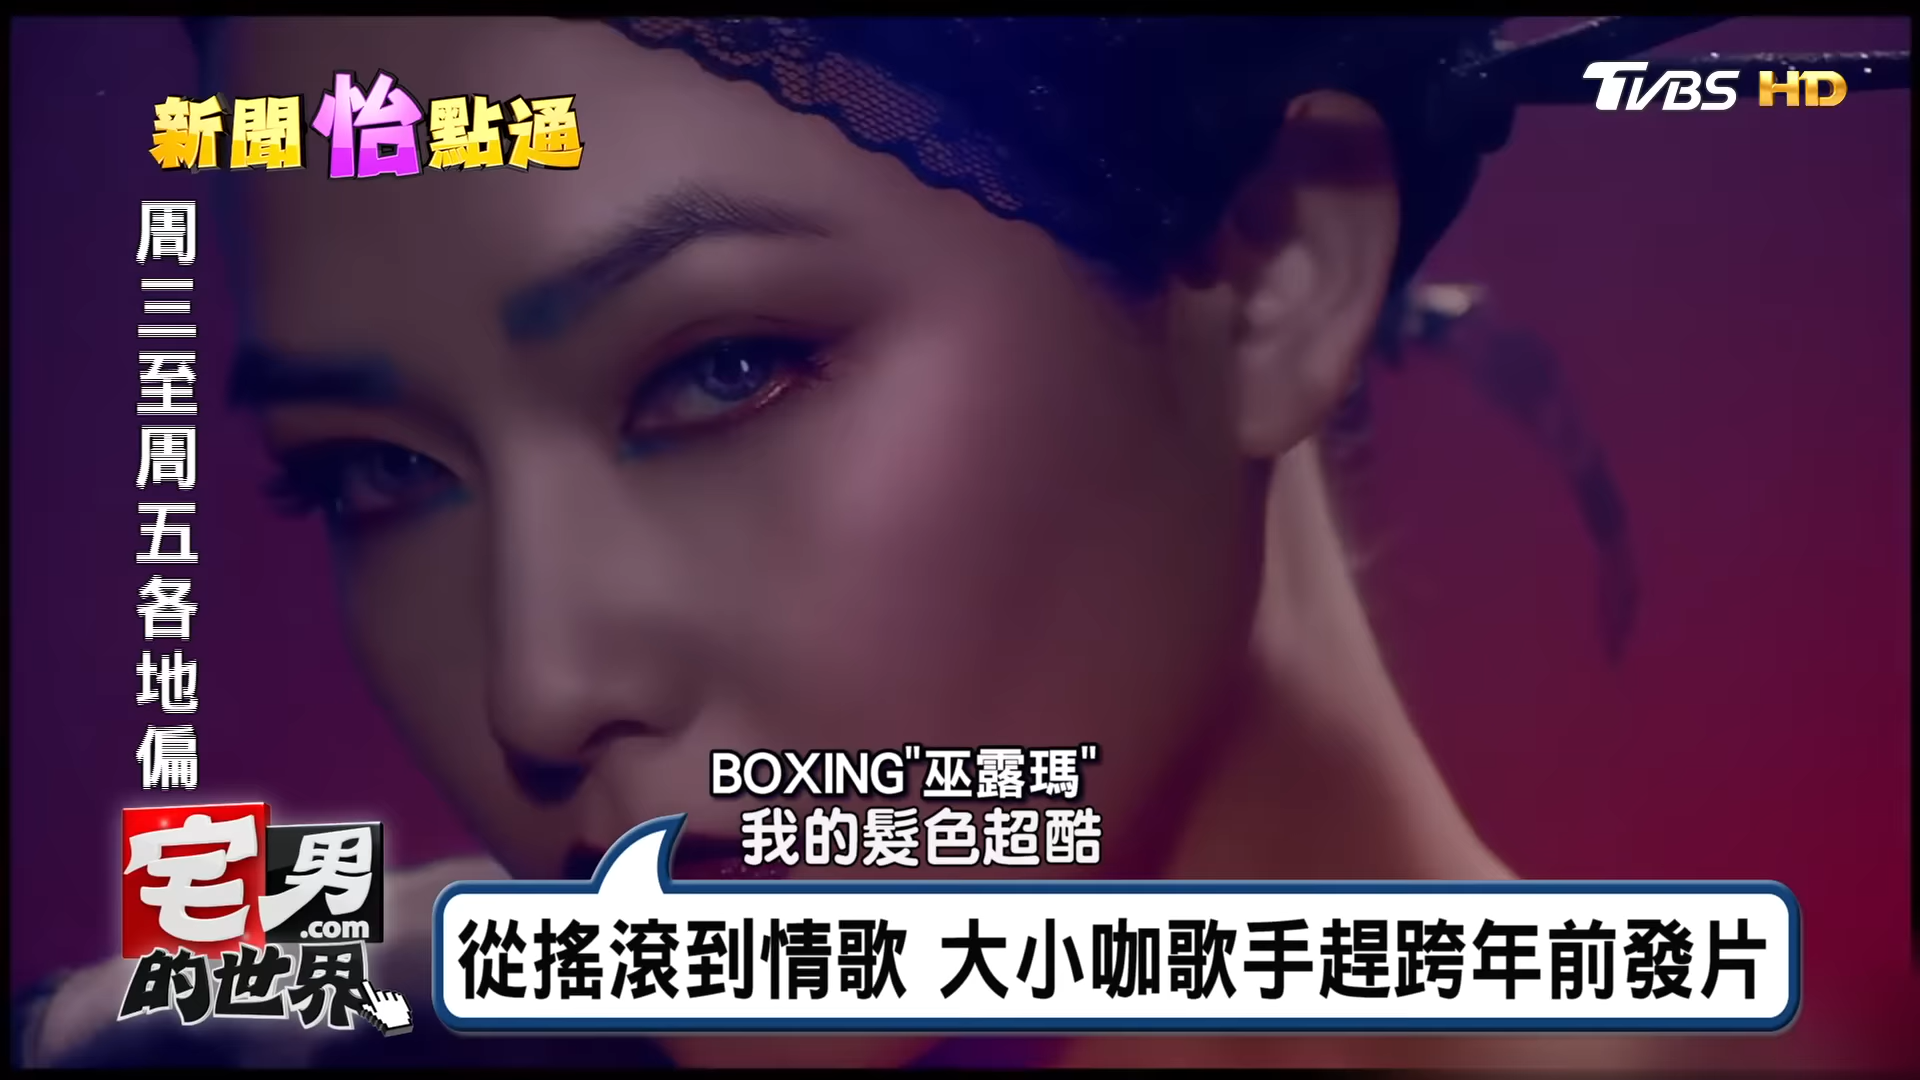 TVBS HD
新聞怡點通
周三至周五各地偏
BOXING"巫露瑪"
我的髮色超酷
宅男.com
的世界
從搖滾到情歌 大小咖歌手趕跨年前發片